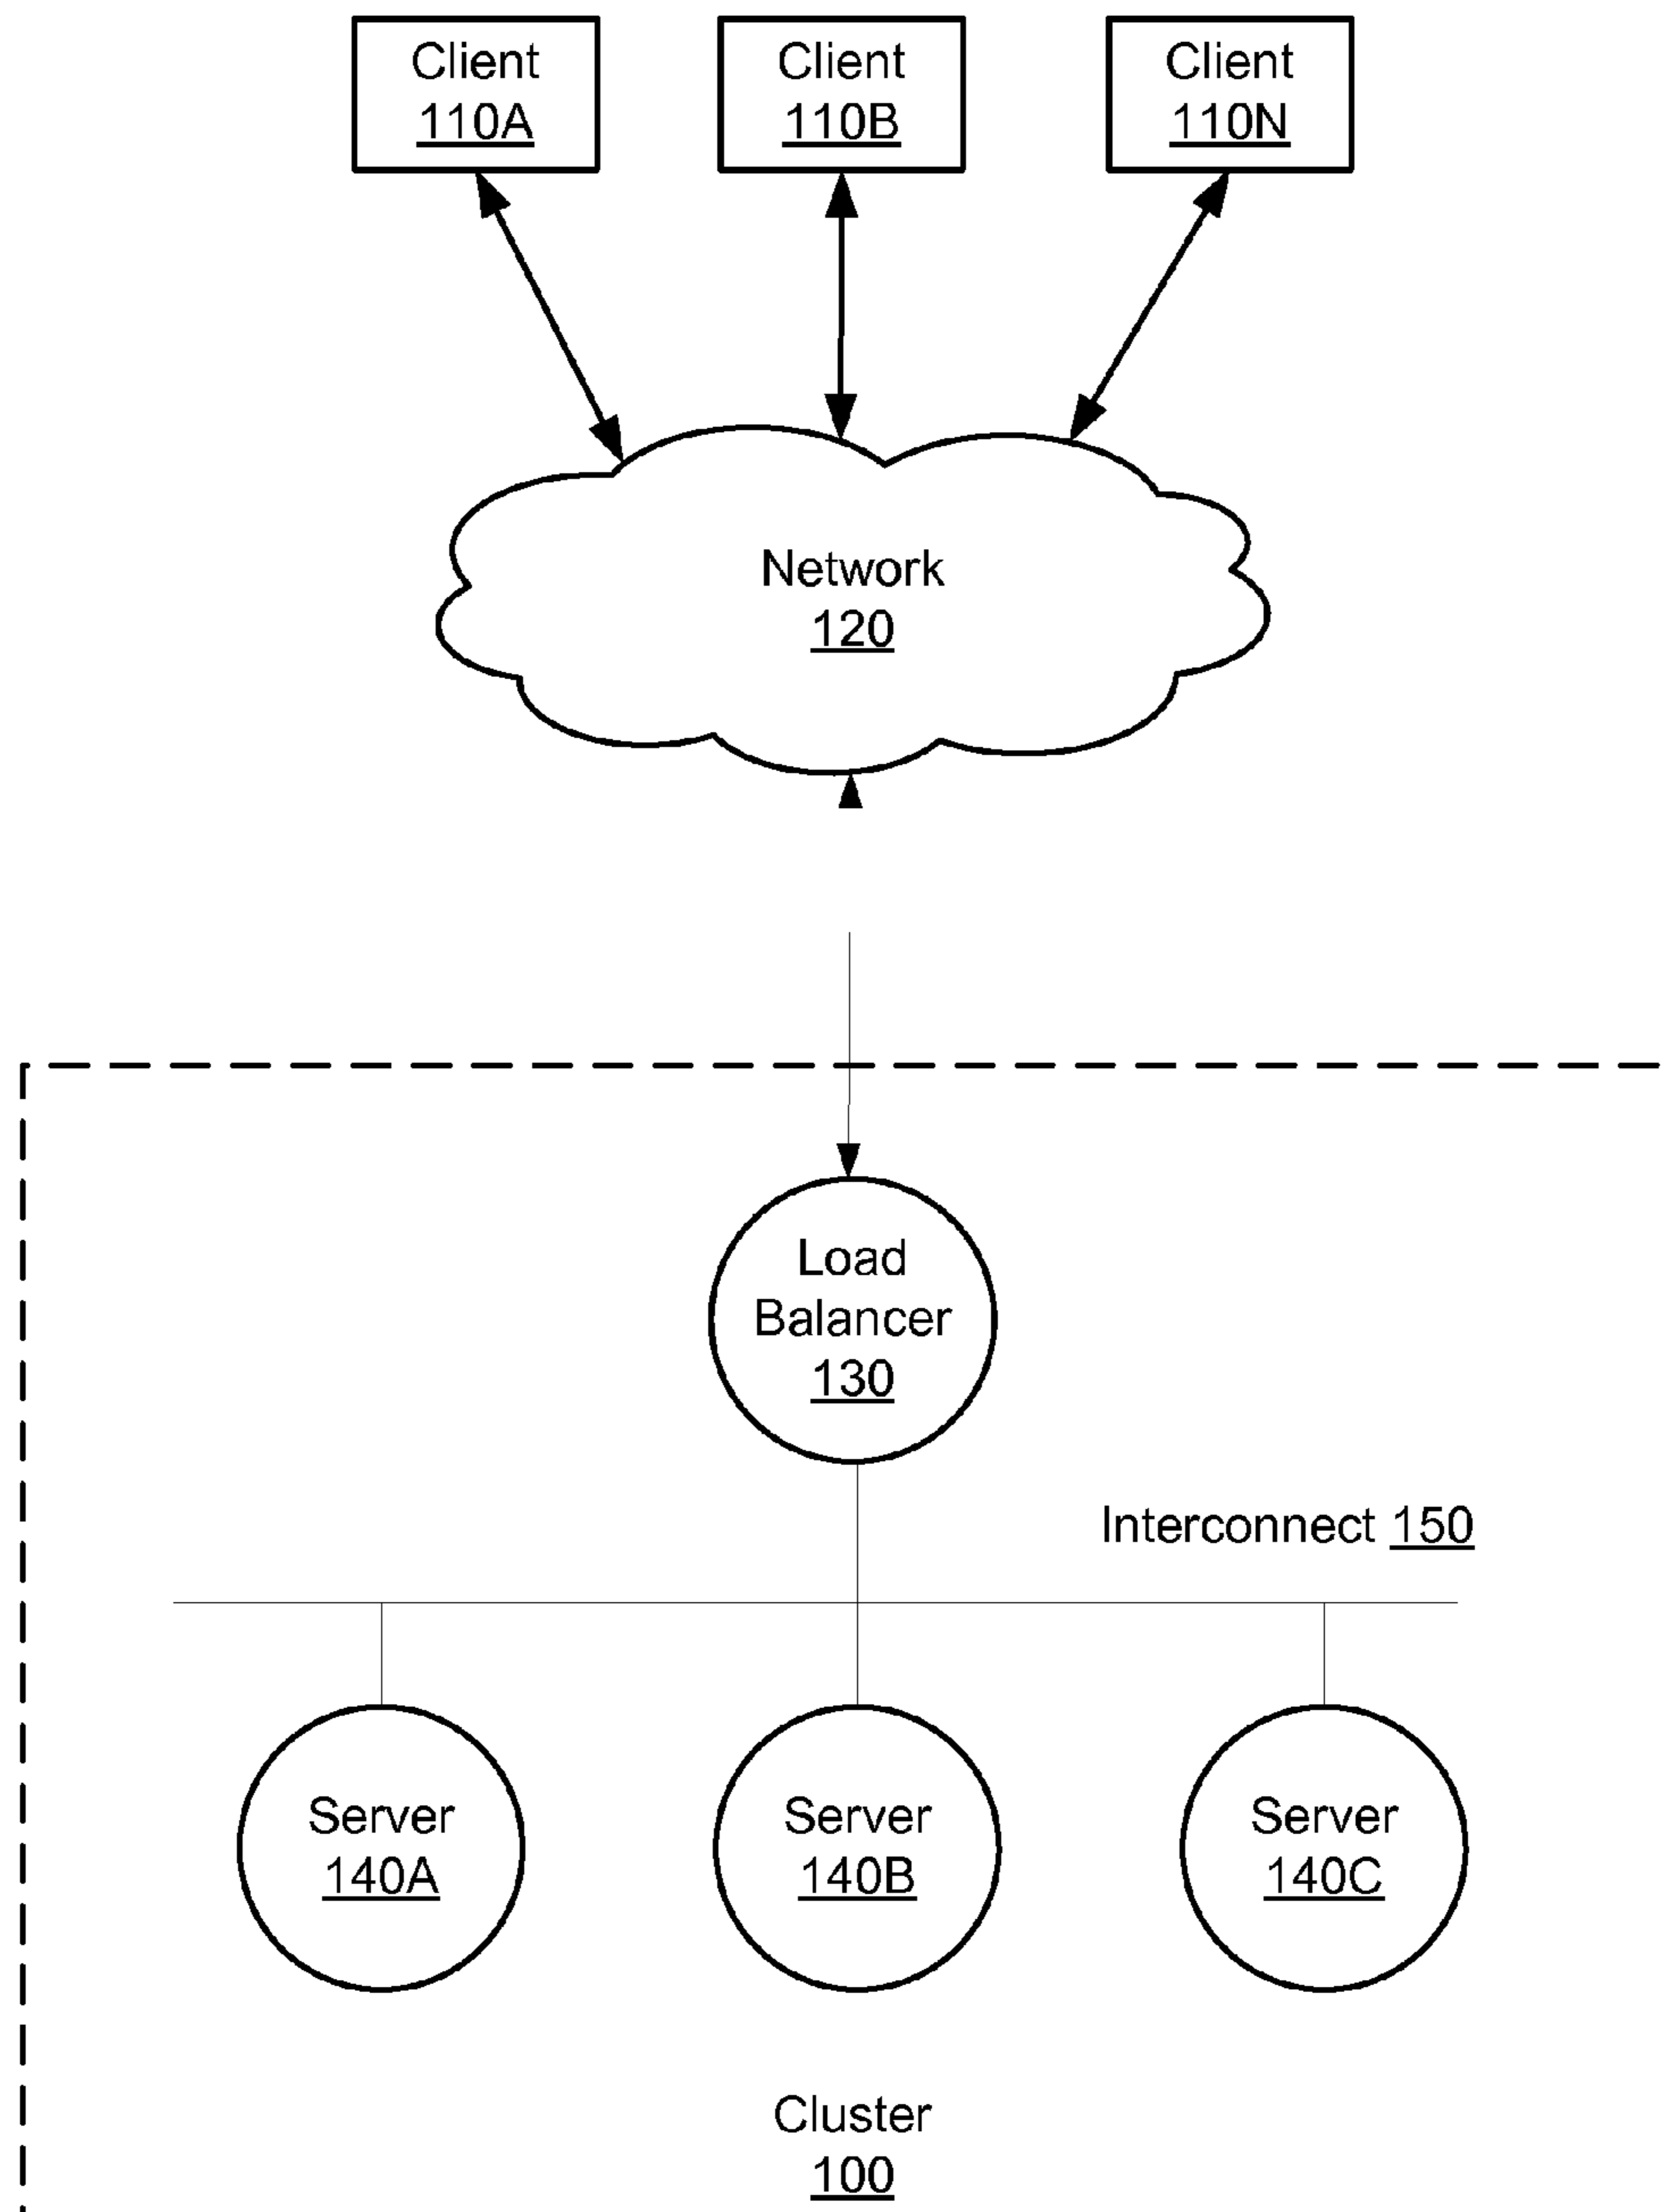 Client
110A
Client
110B
Client
110N
Network
120
Load
Balancer
130
Interconnect 150
Server
140A
Server
140B
Server
140C
Cluster
100